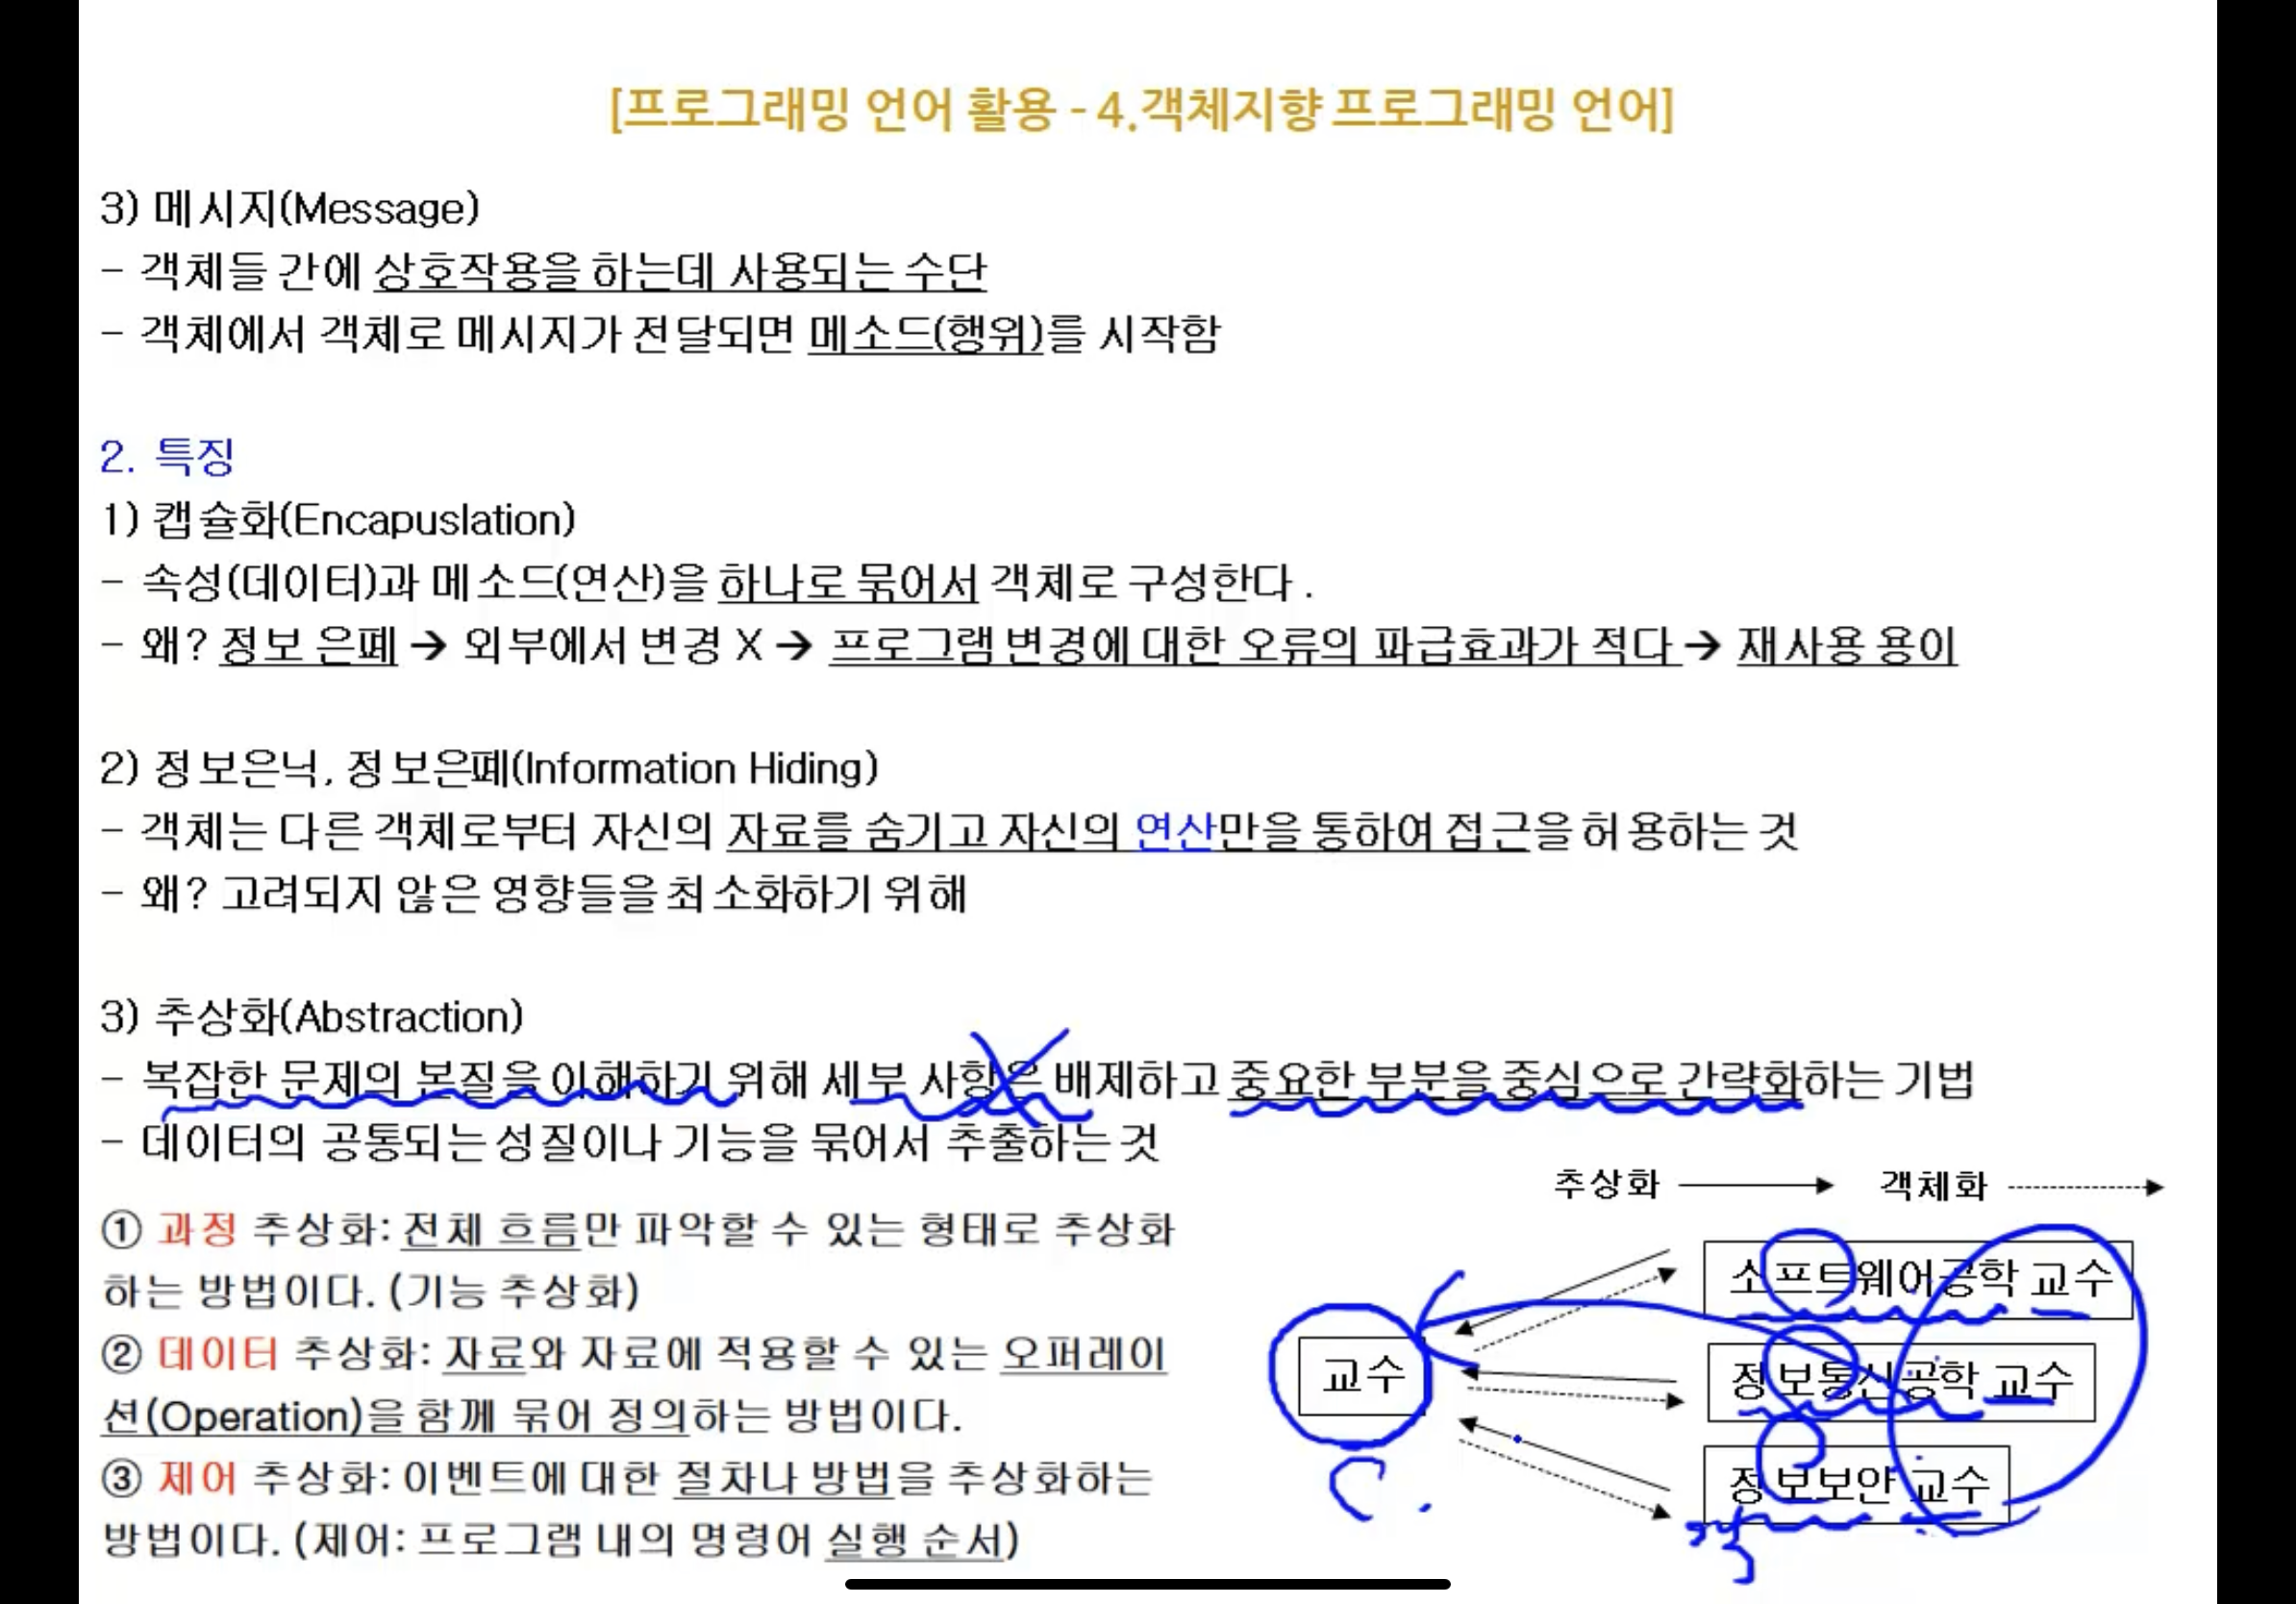 [프로그래밍 언어 활용 - 4.객체지향 프로그래밍 언어]
3) 메시지(Message)
- 객체들 간에 상호작용을 하는데 사용되는 수단
- 객체에서 객체로 메시지가 전달되면 메소드(행위)를 시작함
2. 특징
1) 캡슐화(Encapuslation)
- 속성(데이터)과 메소드(연산)을 하나로 묶어서 객체로 구성한다.
- 왜? 정보 은폐 → 외부에서 변경 X → 프로그램 변경에 대한 오류의 파급효과가 적다 → 재사용 용이
2) 정보은닉, 정보은폐(Information Hiding)
- 객체는 다른 객체로부터 자신의 자료를 숨기고 자신의 연산만을 통하여 접근을 허용하는 것
- 왜? 고려되지 않은 영향들을 최소화하기 위해
3) 추상화(Abstraction)
- 복잡한 문제의 본질을 이해하기 위해 세부 사항은 배제하고 중요한 부분을 중심으로 간략화하는 기법
- 데이터의 공통되는 성질이나 기능을 묶어서 추출하는 것
① 과정 추상화: 전체 흐름만 파악할 수 있는 형태로 추상화
하는 방법이다. (기능 추상화)
② 데이터 추상화: 자료와 자료에 적용할 수 있는 오퍼레이
션(Operation)을 함께 묶어 정의하는 방법이다.
③ 제어 추상화: 이벤트에 대한 절차나 방법을 추상화하는
방법이다. (제어: 프로그램 내의 명령어 실행 순서)
추상화 → 객체화 →
소프트웨어공학 교수
교수
정보통신공학 교수
정보보안 교수